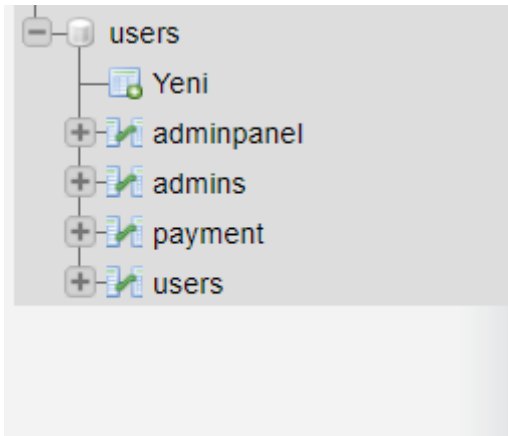 users
Yeni
adminpanel
admins
payment
users